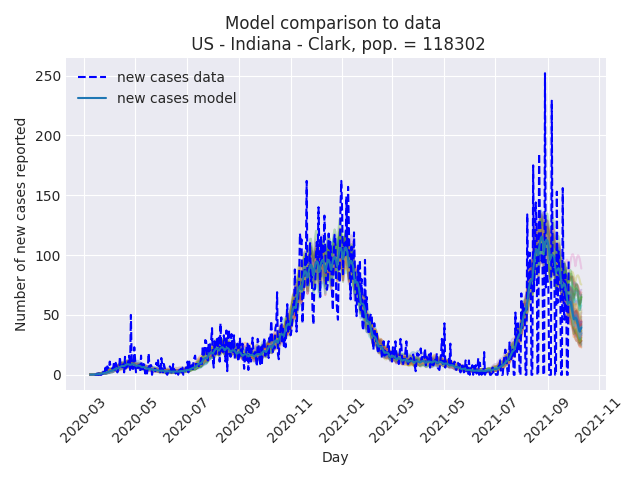 Model comparison to data
US - Indiana - Clark, pop. = 118302
new cases data
new cases model
Number of new cases reported
250
200
150
100
50
0
2020-03
2020-05
2020-07
2020-09
2020-11
2021-01
2021-03
2021-05
2021-07
2021-09
2021-11
Day